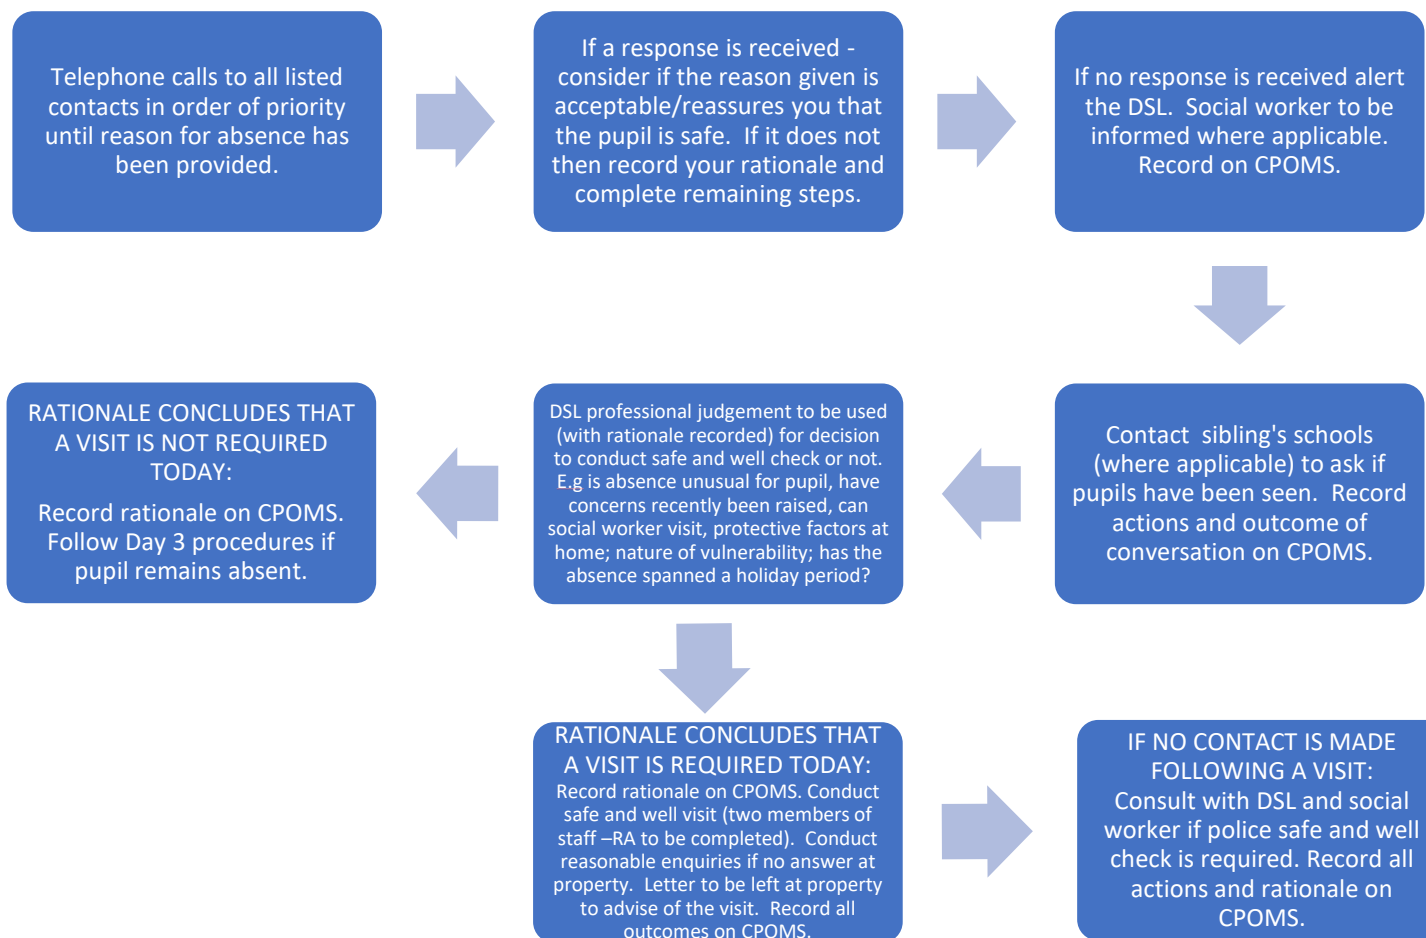 Telephone calls to all listed
contacts in order of priority
until reason for absence has
been provided.
If a response is received -
consider if the reason given is
acceptable/reassures you that
the pupil is safe.  If it does not
then record your rationale and
complete remaining steps.
If no response is received alert
the DSL.  Social worker to be
informed where applicable.
Record on CPOMS.
Contact  sibling's schools
(where applicable) to ask if
pupils have been seen.  Record
actions and outcome of
conversation on CPOMS.
DSL professional judgement to be used
(with rationale recorded) for decision
to conduct safe and well check or not.
E.g is absence unusual for pupil, have
concerns recently been raised, can
social worker visit, protective factors at
home; nature of vulnerability; has the
absence spanned a holiday period?
RATIONALE CONCLUDES THAT
A VISIT IS NOT REQUIRED
TODAY:
Record rationale on CPOMS.
Follow Day 3 procedures if
pupil remains absent.
RATIONALE CONCLUDES THAT
A VISIT IS REQUIRED TODAY:
Record rationale on CPOMS. Conduct
safe and well visit (two members of
staff –RA to be completed).  Conduct
reasonable enquiries if no answer at
property.  Letter to be left at property
to advise of the visit.  Record all
outcomes on CPOMS.
IF NO CONTACT IS MADE
FOLLOWING A VISIT:
Consult with DSL and social
worker if police safe and well
check is required. Record all
actions and rationale on
CPOMS.